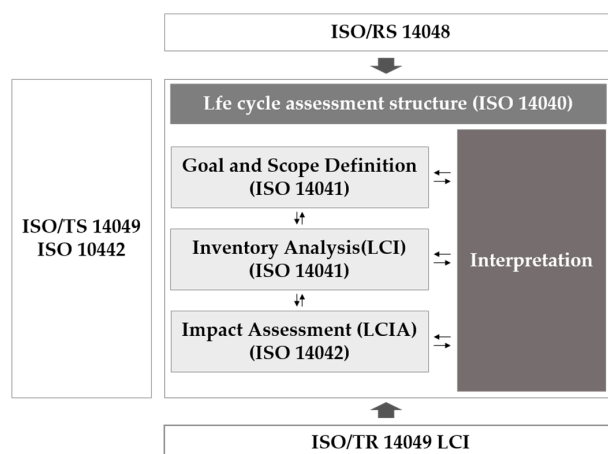 ISO/RS 14048
Lfe cycle assessment structure (ISO 14040)
Goal and Scope Definition
(ISO 14041)
ISO/TS 14049
ISO 10442
Inventory Analysis(LCI)
(ISO 14041)
Interpretation
Impact Assessment (LCIA)
(ISO 14042)
ISO/TR 14049 LCI